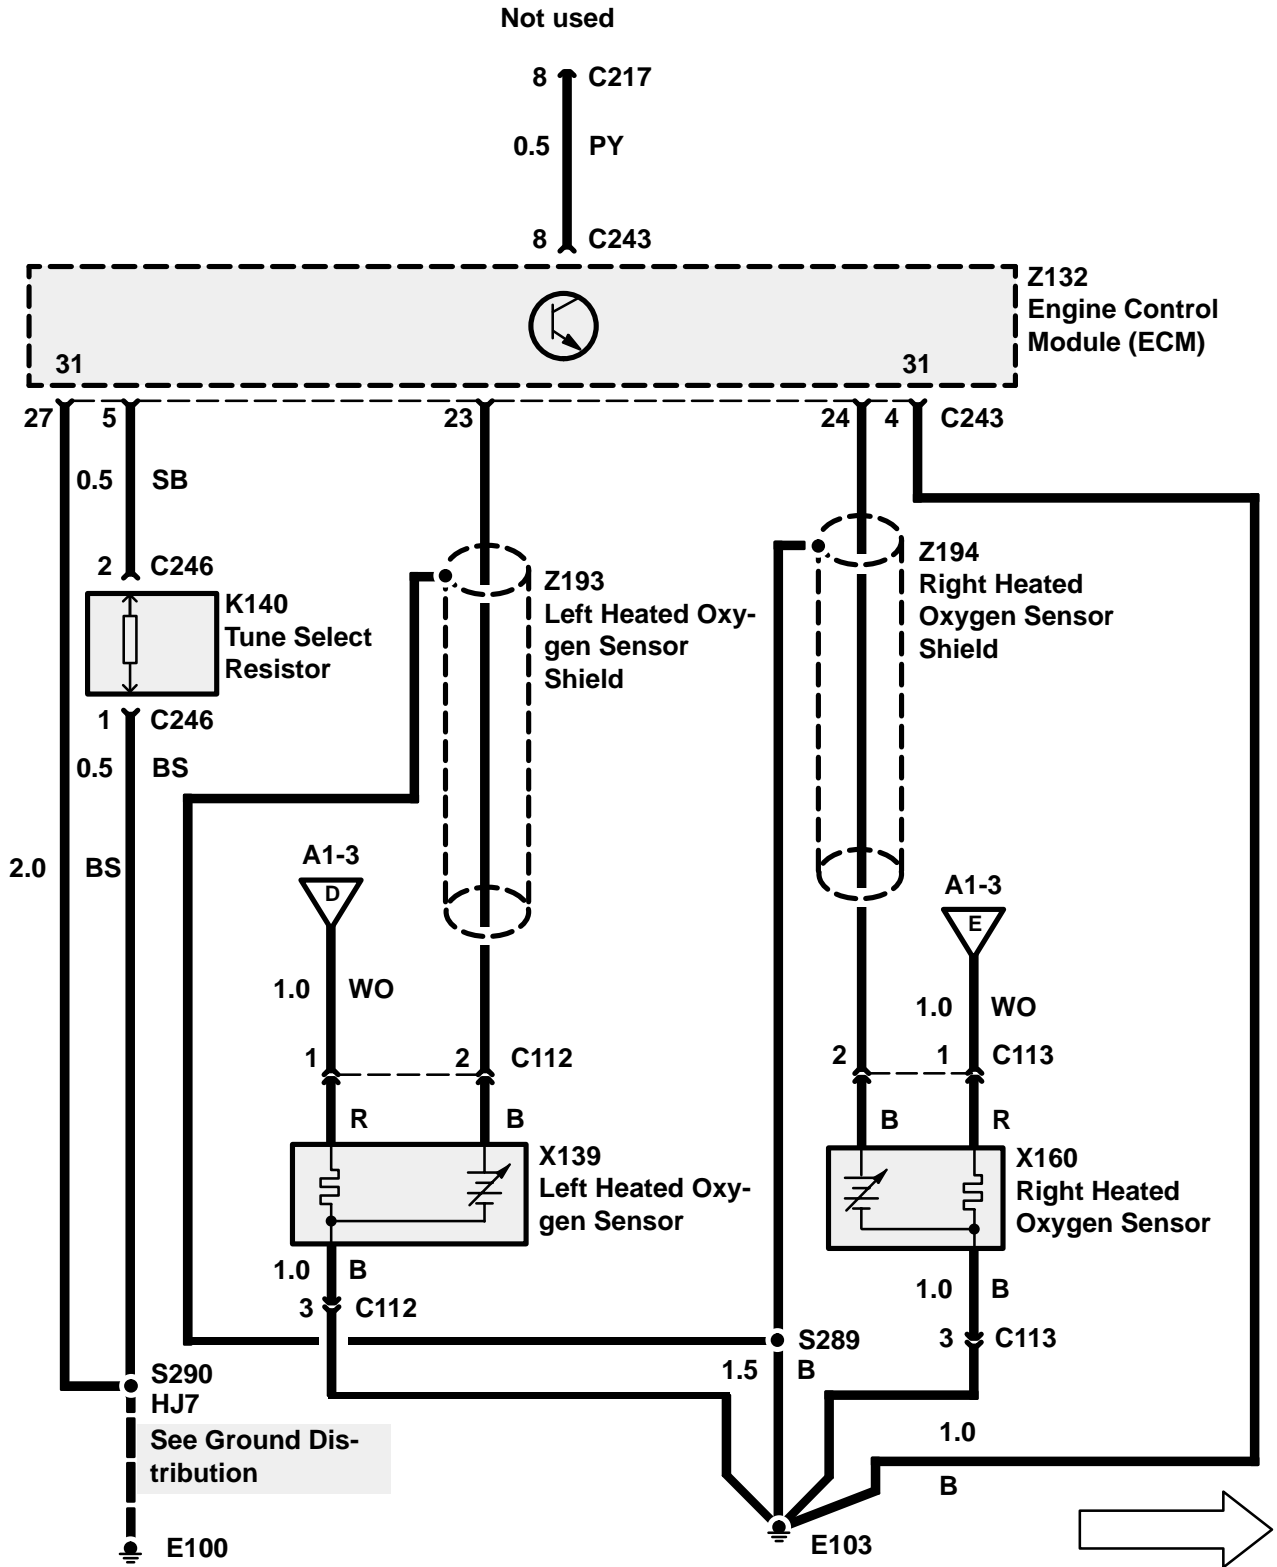 Not used
8 C217
0.5 PY
8 C243
Z132
Engine Control
Module (ECM)
31 31
27 5 23 24 4 C243
0.5 SB
2 C246
K140
Tune Select
Resistor
1 C246
0.5 BS
2.0 BS
Z193
Left Heated Oxy-
gen Sensor
Shield
Z194
Right Heated
Oxygen Sensor
Shield
A1-3
D
1.0 WO
1 2 C112
R B
X139
Left Heated Oxy-
gen Sensor
1.0 B
3 C112
A1-3
E
1.0 WO
2 1 C113
B R
X160
Right Heated
Oxygen Sensor
1.0 B
3 C113
S289
1.5 B
S290
HJ7
See Ground Dis-
tribution
E100
1.0
B
E103